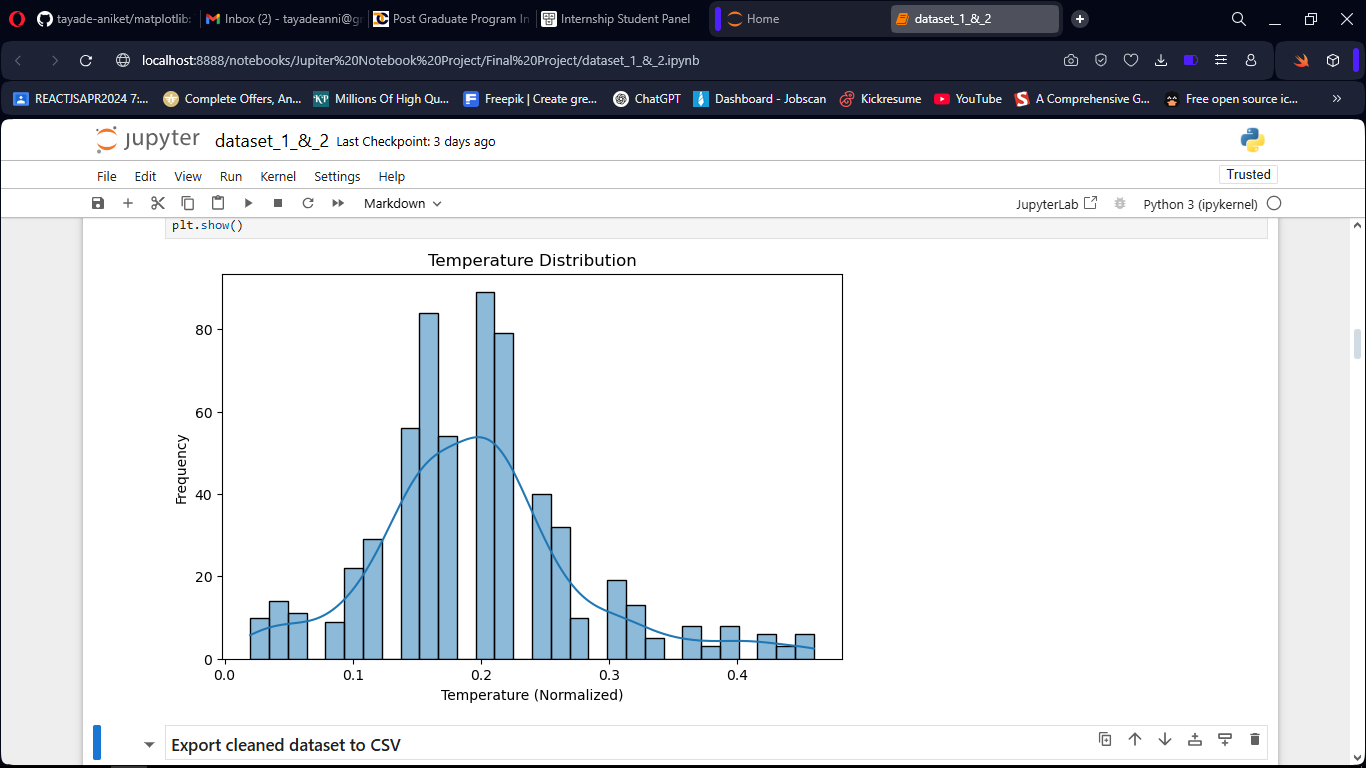 tayade-aniket/matplotlib:
Inbox (2) - tayadeanni@gr
Post Graduate Program In
Internship Student Panel
Home
dataset_1_&_2
localhost:8888/notebooks/Jupiter%20Notebook%20Project/Final%20Project/dataset_1_&_2.ipynb
REACTJSAPR2024 7:...
Complete Offers, An...
KP Millions Of High Qu...
Freepik | Create gre...
ChatGPT
Dashboard - Jobscan
Kickresume
YouTube
A Comprehensive G...
Free open source ic...
»
jupyter dataset_1_&_2 Last Checkpoint: 3 days ago
File Edit View Run Kernel Settings Help
Trusted
Markdown
JupyterLab
Python 3 (ipykernel)
plt.show()
Temperature Distribution
Frequency
80
60
40
20
0
0.0 0.1 0.2 0.3 0.4
Temperature (Normalized)
Export cleaned dataset to CSV